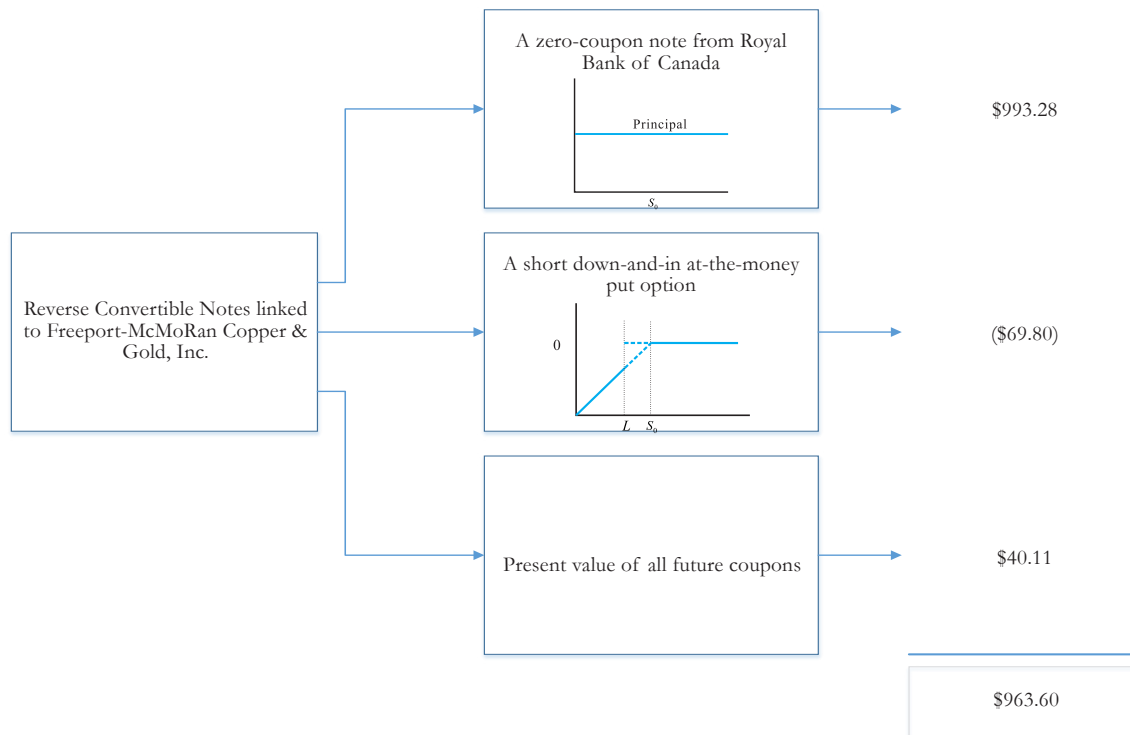 A zero-coupon note from Royal
Bank of Canada
Principal
S₀
$993.28
Reverse Convertible Notes linked
to Freeport-McMoRan Copper &
Gold, Inc.
A short down-and-in at-the-money
put option
0
L S₀
($69.80)
Present value of all future coupons
$40.11
$963.60